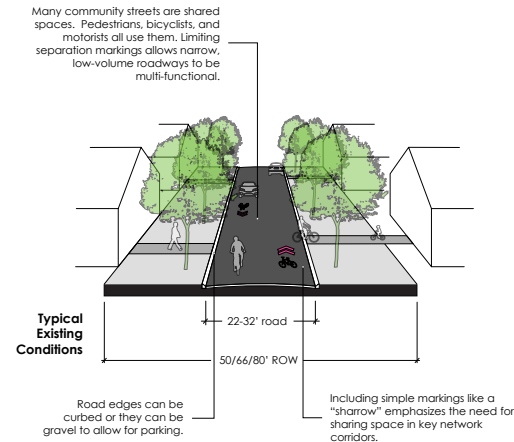 Many community streets are shared
spaces.  Pedestrians, bicyclists, and
motorists all use them. Limiting
separation markings allows narrow,
low-volume roadways to be
multi-functional.
Typical
Existing
Conditions
22-32' road
50/66/80' ROW
Road edges can be
curbed or they can be
gravel to allow for parking.
Including simple markings like a
“sharrow” emphasizes the need for
sharing space in key network
corridors.